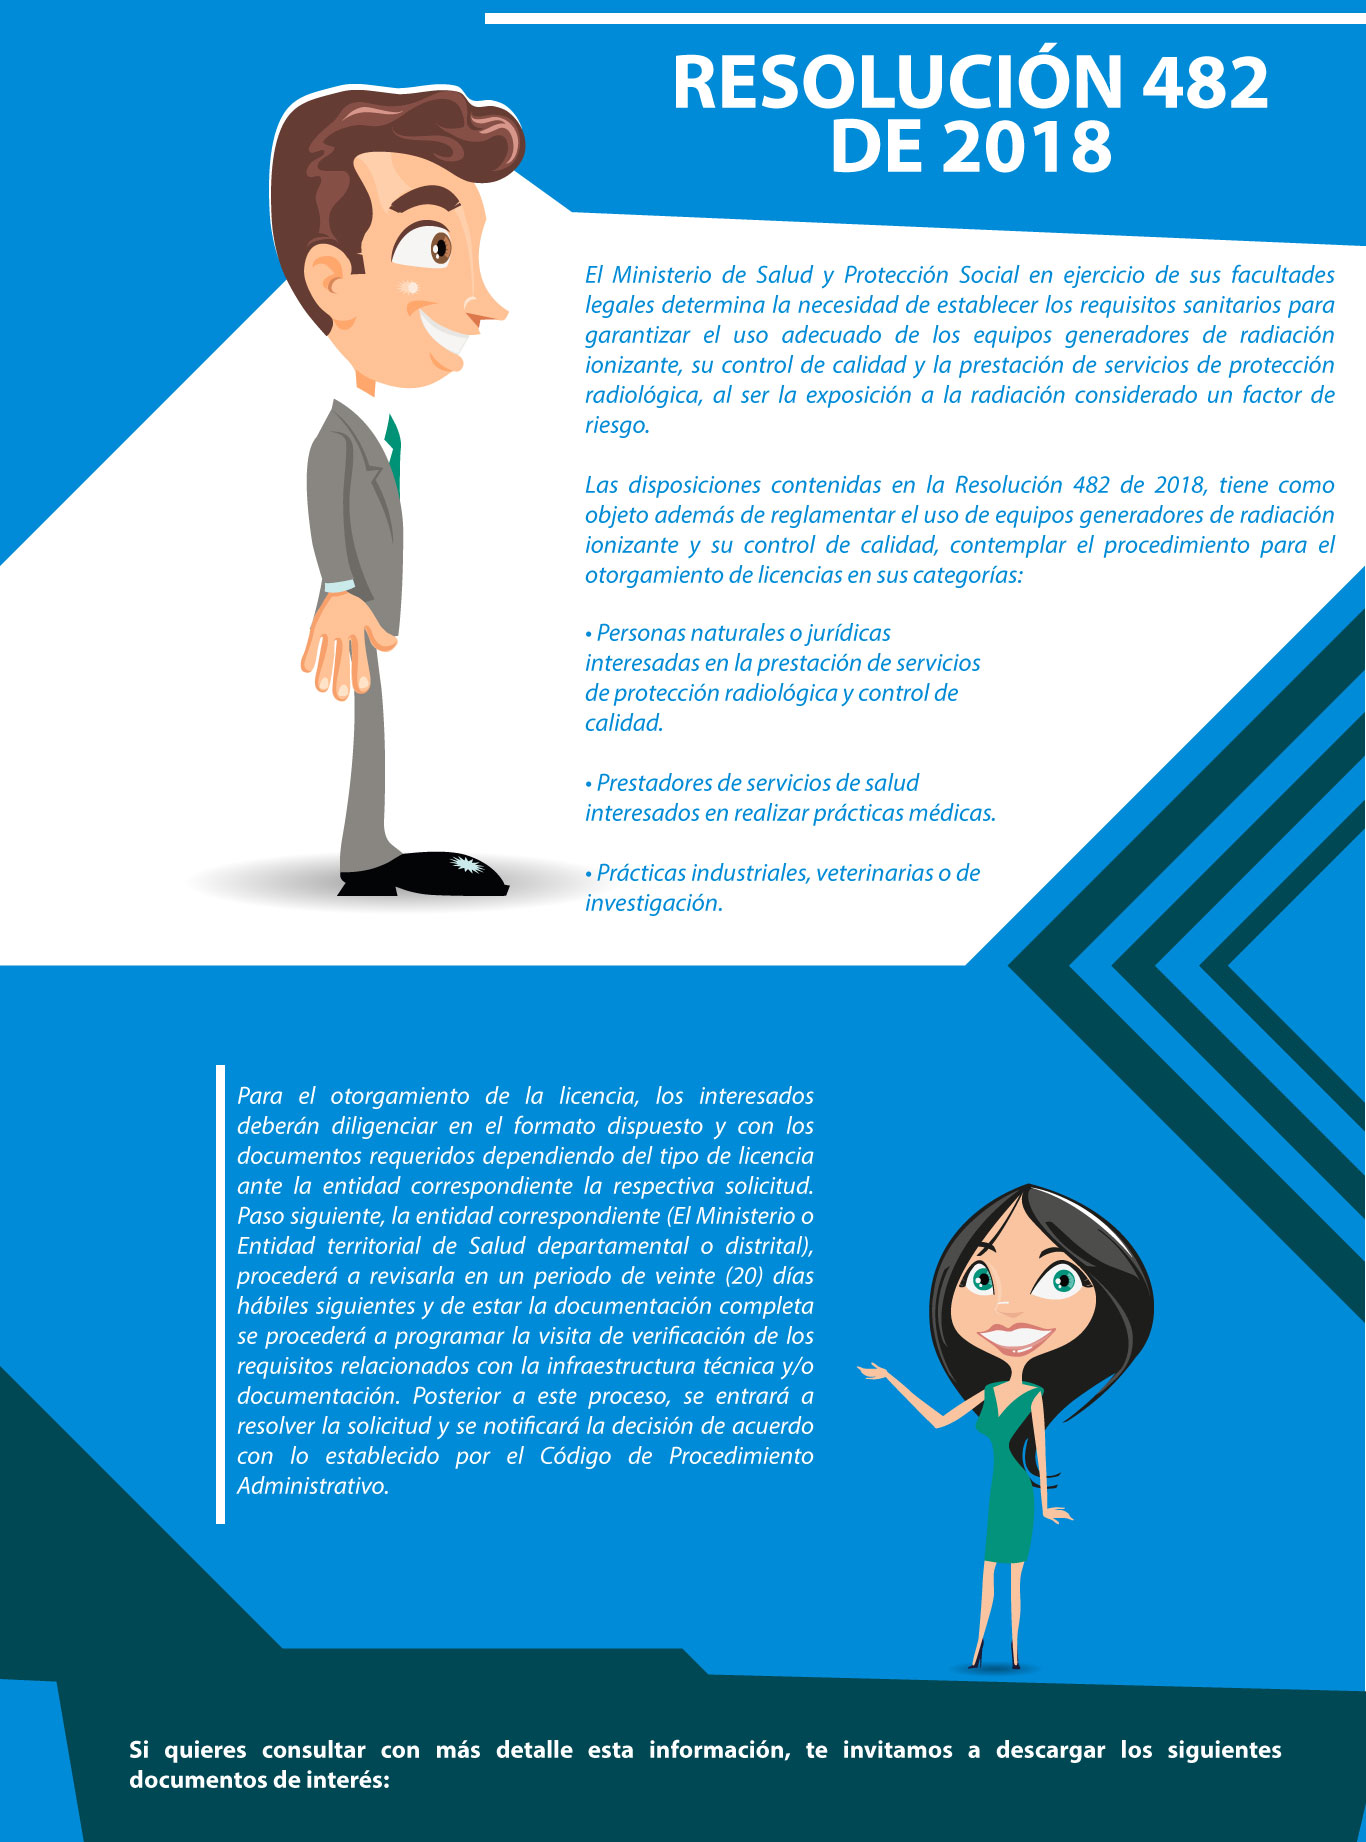 RESOLUCIÓN 482
DE 2018
El Ministerio de Salud y Protección Social en ejercicio de sus facultades
legales determina la necesidad de establecer los requisitos sanitarios para
garantizar el uso adecuado de los equipos generadores de radiación
ionizante, su control de calidad y la prestación de servicios de protección
radiológica, al ser la exposición a la radiación considerado un factor de
riesgo.
Las disposiciones contenidas en la Resolución 482 de 2018, tiene como
objeto además de reglamentar el uso de equipos generadores de radiación
ionizante y su control de calidad, contemplar el procedimiento para el
otorgamiento de licencias en sus categorías:
• Personas naturales o jurídicas
interesadas en la prestación de servicios
de protección radiológica y control de
calidad.
• Prestadores de servicios de salud
interesados en realizar prácticas médicas.
• Prácticas industriales, veterinarias o de
investigación.
Para el otorgamiento de la licencia, los interesados
deberán diligenciar en el formato dispuesto y con los
documentos requeridos dependiendo del tipo de licencia
ante la entidad correspondiente la respectiva solicitud.
Paso siguiente, la entidad correspondiente (El Ministerio o
Entidad territorial de Salud departamental o distrital),
procederá a revisarla en un periodo de veinte (20) días
hábiles siguientes y de estar la documentación completa
se procederá a programar la visita de verificación de los
requisitos relacionados con la infraestructura técnica y/o
documentación. Posterior a este proceso, se entrará a
resolver la solicitud y se notificará la decisión de acuerdo
con lo establecido por el Código de Procedimiento
Administrativo.
Si quieres consultar con más detalle esta información, te invitamos a descargar los siguientes
documentos de interés: